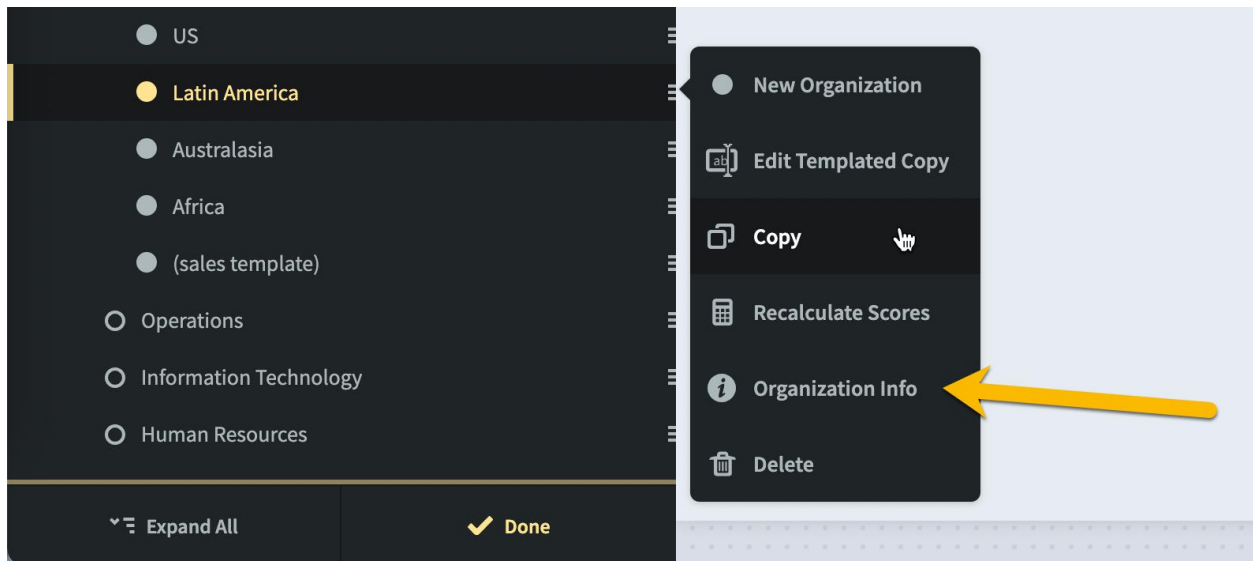 US
Latin America
Australasia
Africa
(sales template)
Operations
Information Technology
Human Resources
Expand All
Done
New Organization
Edit Templated Copy
Copy
Recalculate Scores
Organization Info
Delete